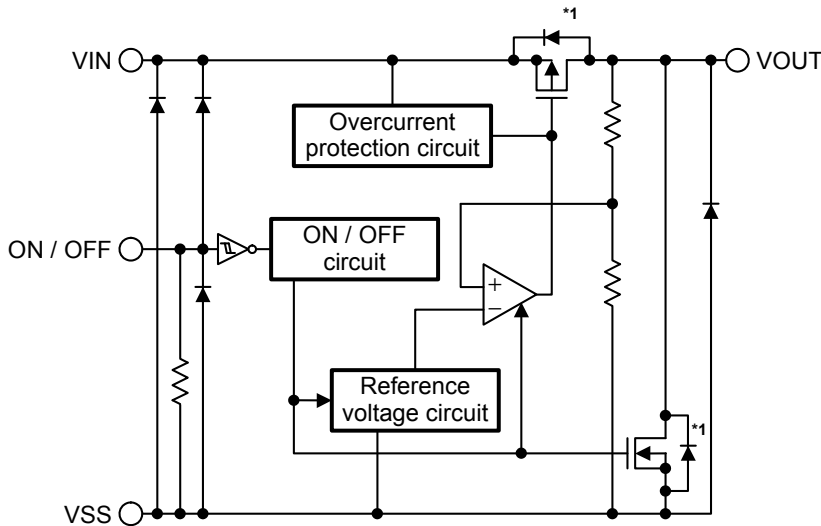 *1
VIN
VOUT
Overcurrent
protection circuit
ON / OFF
ON / OFF
circuit
+
−
Reference
voltage circuit
*1
VSS